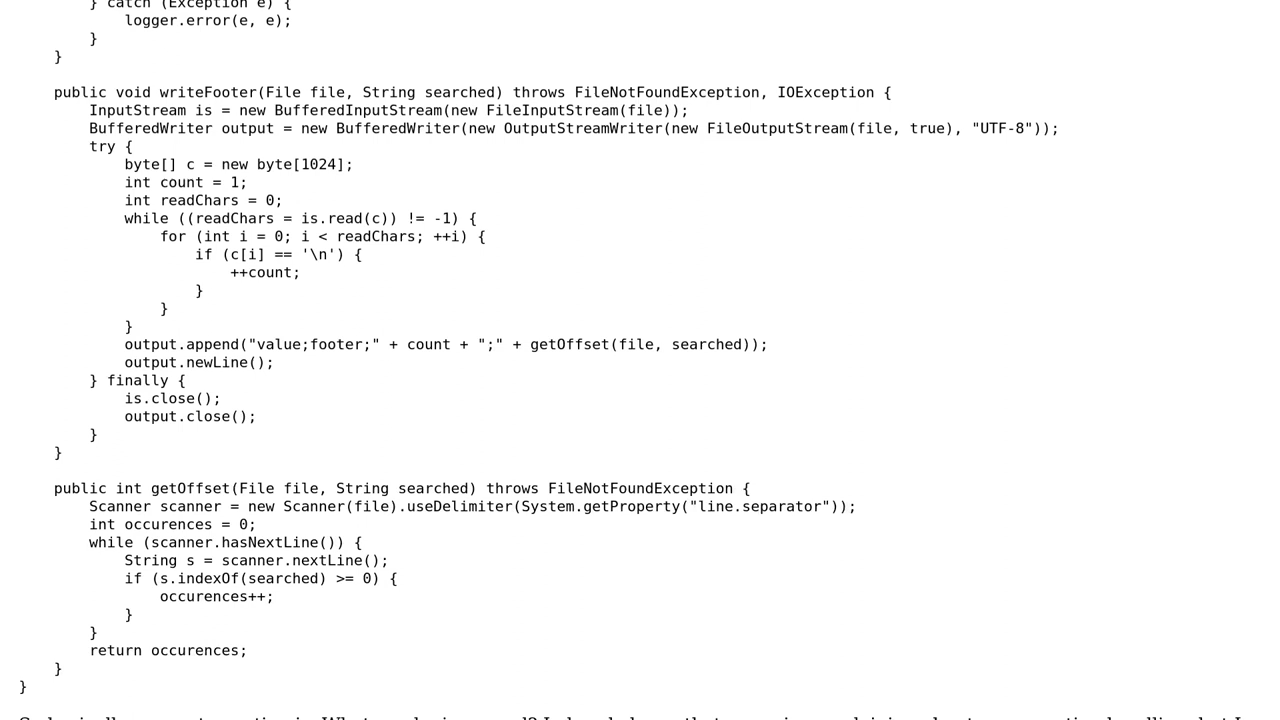 } catch (Exception e) {
            logger.error(e, e);
        }
    }

    public void writeFooter(File file, String searched) throws FileNotFoundException, IOException {
        InputStream is = new BufferedInputStream(new FileInputStream(file));
        BufferedWriter output = new BufferedWriter(new OutputStreamWriter(new FileOutputStream(file, true), "UTF-8"));
        try {
            byte[] c = new byte[1024];
            int count = 1;
            int readChars = 0;
            while ((readChars = is.read(c)) != -1) {
                for (int i = 0; i < readChars; ++i) {
                    if (c[i] == '\n') {
                        ++count;
                    }
                }
            }
            output.append("value;footer;" + count + ";" + getOffset(file, searched));
            output.newLine();
        } finally {
            is.close();
            output.close();
        }
    }

    public int getOffset(File file, String searched) throws FileNotFoundException {
        Scanner scanner = new Scanner(file).useDelimiter(System.getProperty("line.separator"));
        int occurences = 0;
        while (scanner.hasNextLine()) {
            String s = scanner.nextLine();
            if (s.indexOf(searched) >= 0) {
                occurences++;
            }
        }
        return occurences;
    }
}